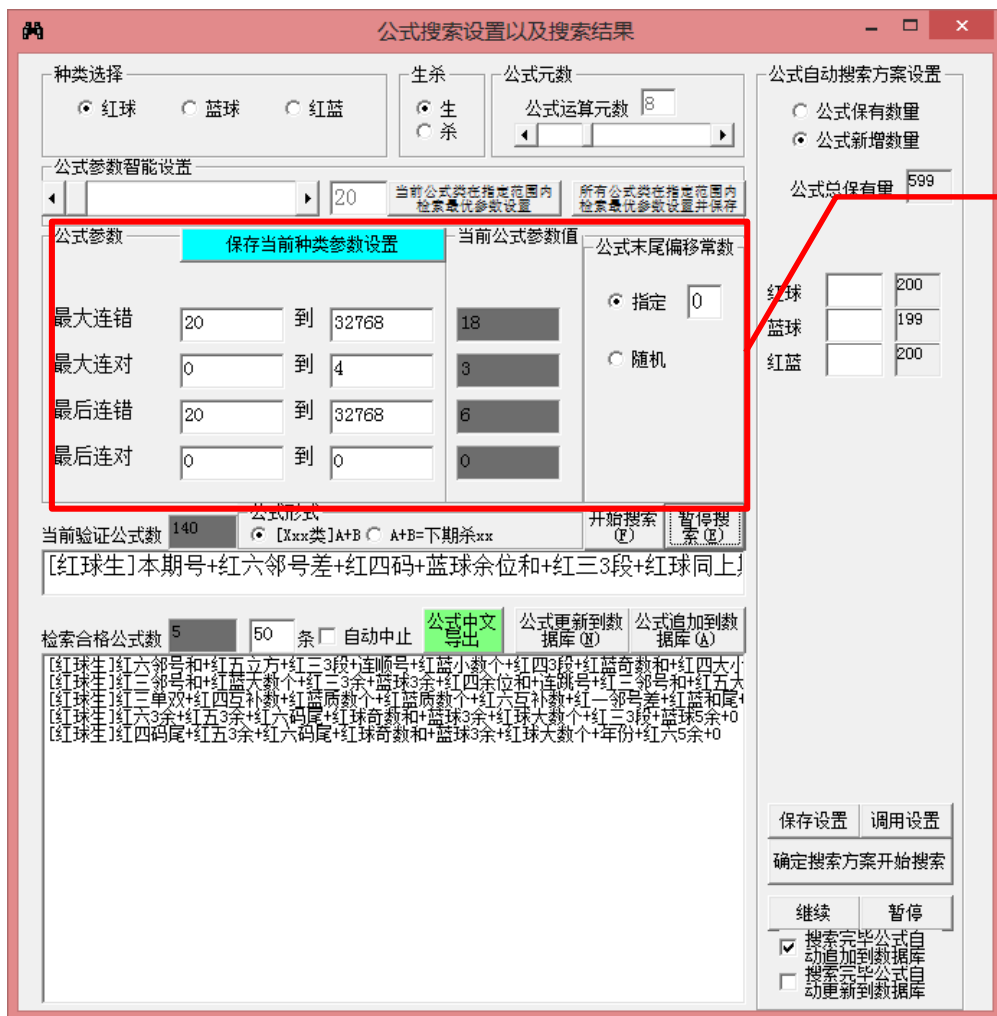 公式搜索设置以及搜索结果
种类选择
红球 蓝球 红蓝
生杀
生
杀
公式元数
公式运算元数 8
公式自动搜索方案设置
公式保有数量
公式新增数量
公式总保有量 599
红球 200
蓝球 199
红蓝 200
公式参数智能设置
20
当前公式类在指定范围内
检索最优参数设置
所有公式类在指定范围内
检索最优参数设置并保存
公式参数
保存当前种类参数设置
当前公式参数值
公式末尾偏移常数
指定 0
随机
最大连错 20 到 32768 18
最大连对 0 到 4 3
最后连错 20 到 32768 6
最后连对 0 到 0 0
当前验证公式数 140
公式形式
[Xxx类]A+B A+B=下期杀xx
开始搜索
(F)
暂停搜
索(E)
[红球生]本期号+红六邻号差+红四码+蓝球余位和+红三3段+红球同上
检索合格公式数 5
50 条 自动中止
公式中文
导出
公式更新到数
据库(N)
公式追加到数
据库(A)
[红球生]红六邻号和+红五立方+红三3段+连顺号+红蓝小数个+红四3段+红蓝奇数和+红四大小
[红球生]红三邻号和+红蓝大数个+红三3余+蓝球3余+红四余位和+连跳号+红三邻号和+红五大
[红球生]红三单双+红四互补数+红蓝质数个+红蓝质数个+红六互补数+红一邻号差+红蓝和尾+
[红球生]红六3余+红五3余+红六码尾+红球奇数和+蓝球3余+红球大数个+红三3段+蓝球5余+0
[红球生]红四码尾+红五3余+红六码尾+红球奇数和+蓝球3余+红球大数个+年份+红六5余+0
保存设置 调用设置
确定搜索方案开始搜索
继续 暂停
搜索完毕公式自
动追加到数据库
搜索完毕公式自
动更新到数据库